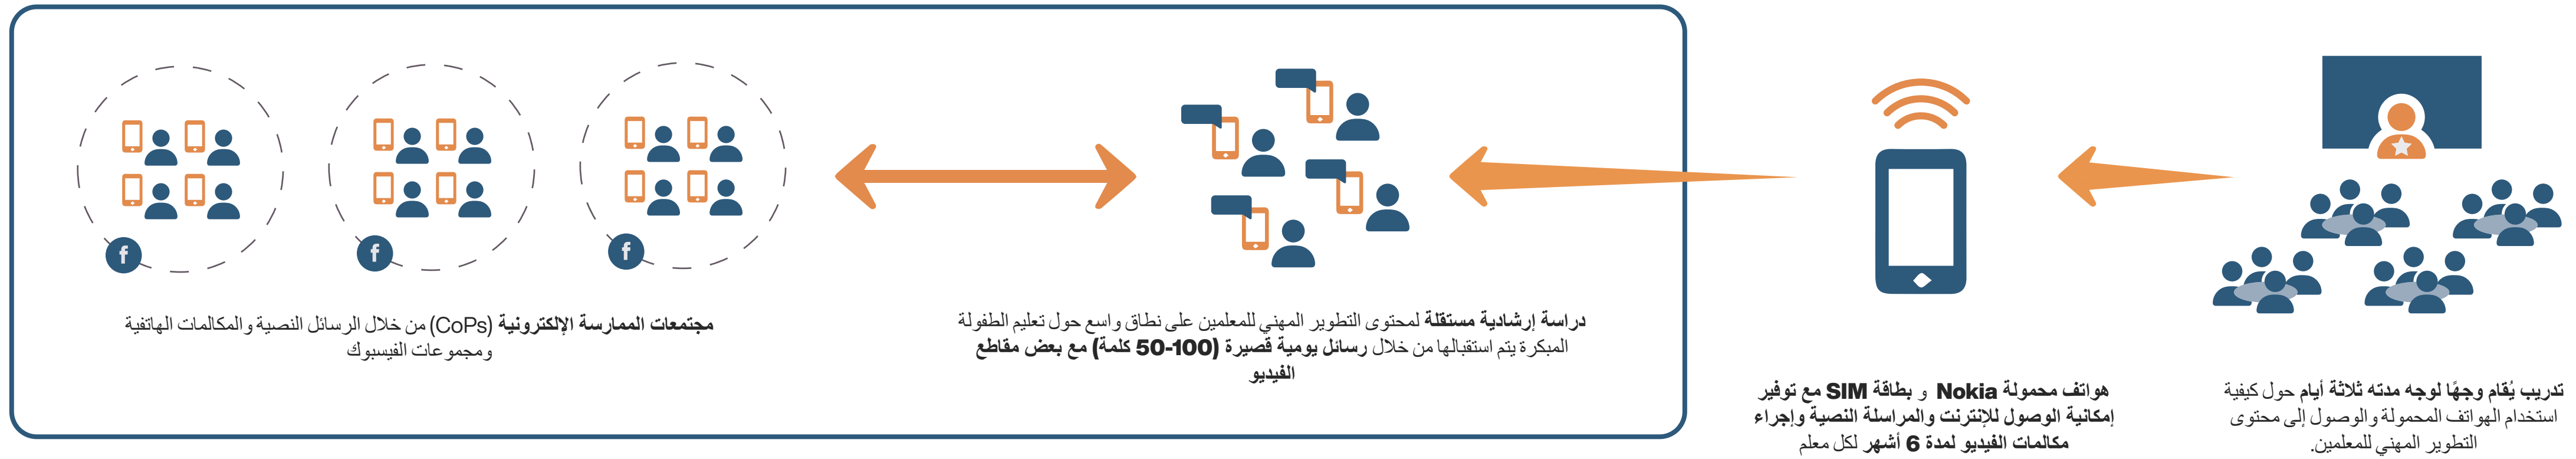 تدريب يُقام وجهًا لوجه مدته ثلاثة أيام حول كيفية
استخدام الهواتف المحمولة والوصول إلى محتوى
التطوير المهني للمعلمين.
هواتف محمولة Nokia و بطاقة SIM مع توفير
إمكانية الوصول للإنترنت والمراسلة النصية وإجراء
مكالمات الفيديو لمدة 6 أشهر لكل معلم
دراسة إرشادية مستقلة لمحتوى التطوير المهني للمعلمين على نطاق واسع حول تعليم الطفولة
المبكرة يتم استقبالها من خلال رسائل يومية قصيرة (50-100 كلمة) مع بعض مقاطع
الفيديو
مجتمعات الممارسة الإلكترونية (CoPs) من خلال الرسائل النصية والمكالمات الهاتفية
ومجموعات الفيسبوك
f
f
f